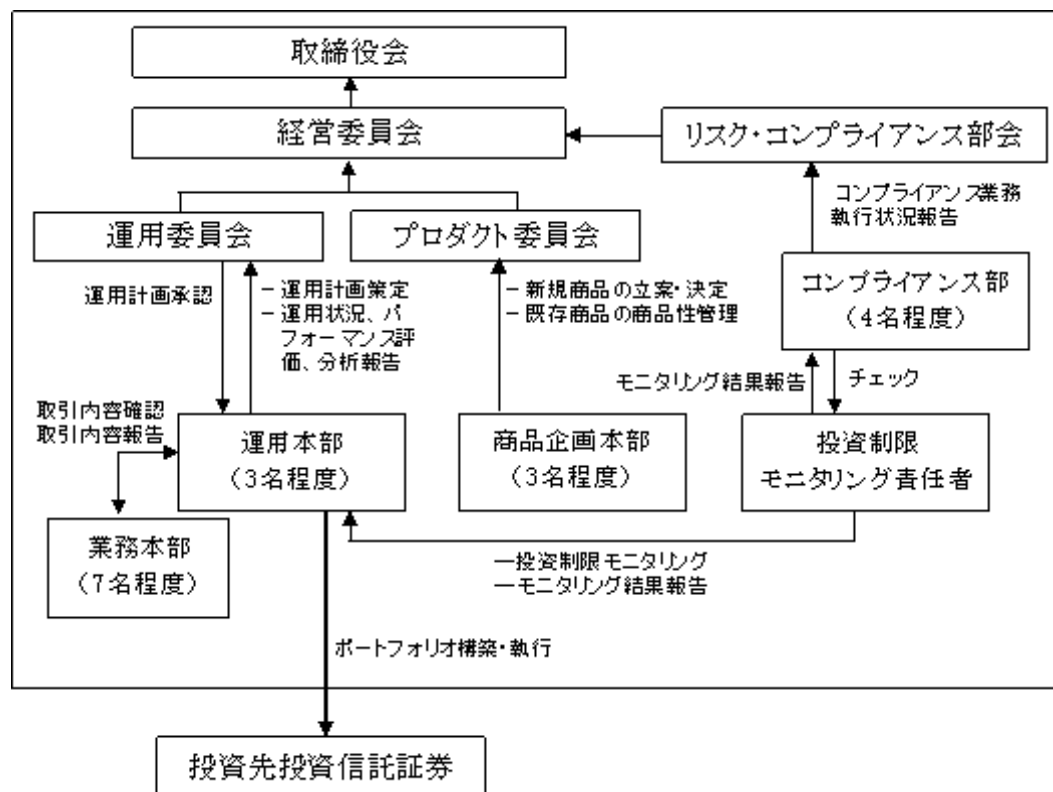 取締役会
経営委員会
リスク・コンプライアンス部会
コンプライアンス業務
執行状況報告
運用委員会
プロダクト委員会
コンプライアンス部
（4名程度）
運用計画承認
－運用計画策定
－運用状況、パ
フォーマンス評
価、分析報告
－新規商品の立案・決定
－既存商品の商品性管理
モニタリング結果報告
チェック
取引内容確認
取引内容報告
運用本部
（3名程度）
商品企画本部
（3名程度）
投資制限
モニタリング責任者
業務本部
（7名程度）
―投資制限モニタリング
―モニタリング結果報告
ポートフォリオ構築・執行
投資先投資信託証券